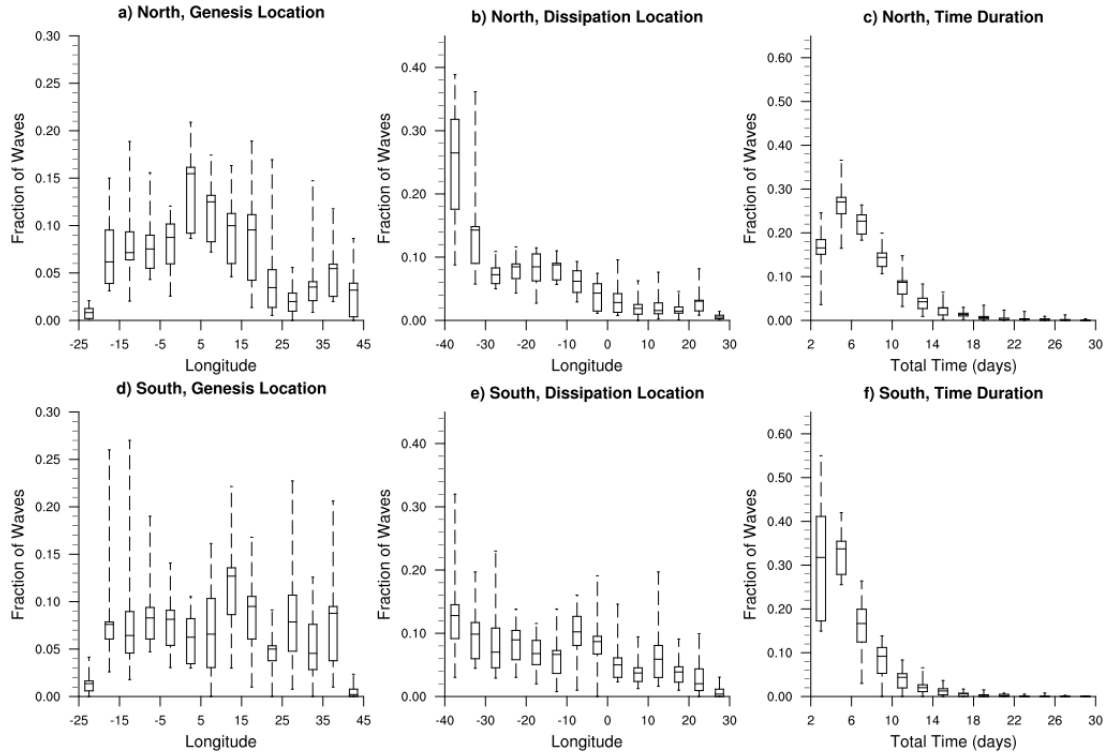 a) North, Genesis Location
Fraction of Waves
0.30
0.25
0.20
0.15
0.10
0.05
0.00
-25 -15 -5 5 15 25 35 45
Longitude
b) North, Dissipation Location
Fraction of Waves
0.40
0.30
0.20
0.10
0.00
-40 -30 -20 -10 0 10 20 30
Longitude
c) North, Time Duration
Fraction of Waves
0.60
0.50
0.40
0.30
0.20
0.10
0.00
2 6 10 14 18 22 26 30
Total Time (days)
d) South, Genesis Location
Fraction of Waves
0.30
0.25
0.20
0.15
0.10
0.05
0.00
-25 -15 -5 5 15 25 35 45
Longitude
e) South, Dissipation Location
Fraction of Waves
0.40
0.30
0.20
0.10
0.00
-40 -30 -20 -10 0 10 20 30
Longitude
f) South, Time Duration
Fraction of Waves
0.60
0.50
0.40
0.30
0.20
0.10
0.00
2 6 10 14 18 22 26 30
Total Time (days)